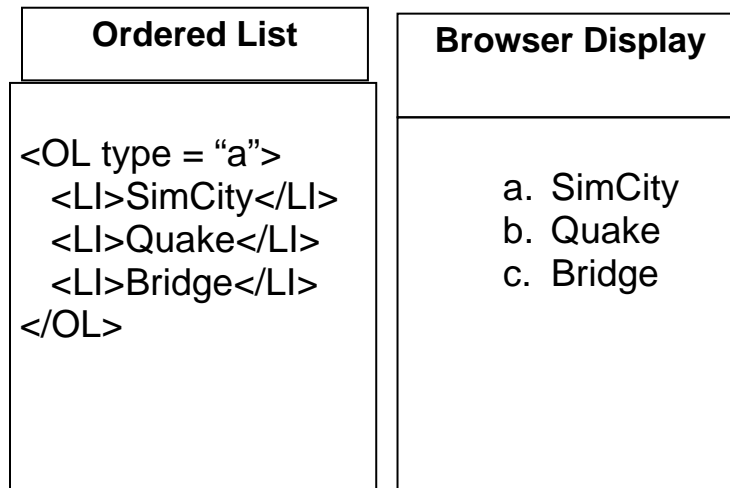 Ordered List
<OL type = “a”>
<LI>SimCity</LI>
<LI>Quake</LI>
<LI>Bridge</LI>
</OL>
Browser Display
a. SimCity
b. Quake
c. Bridge